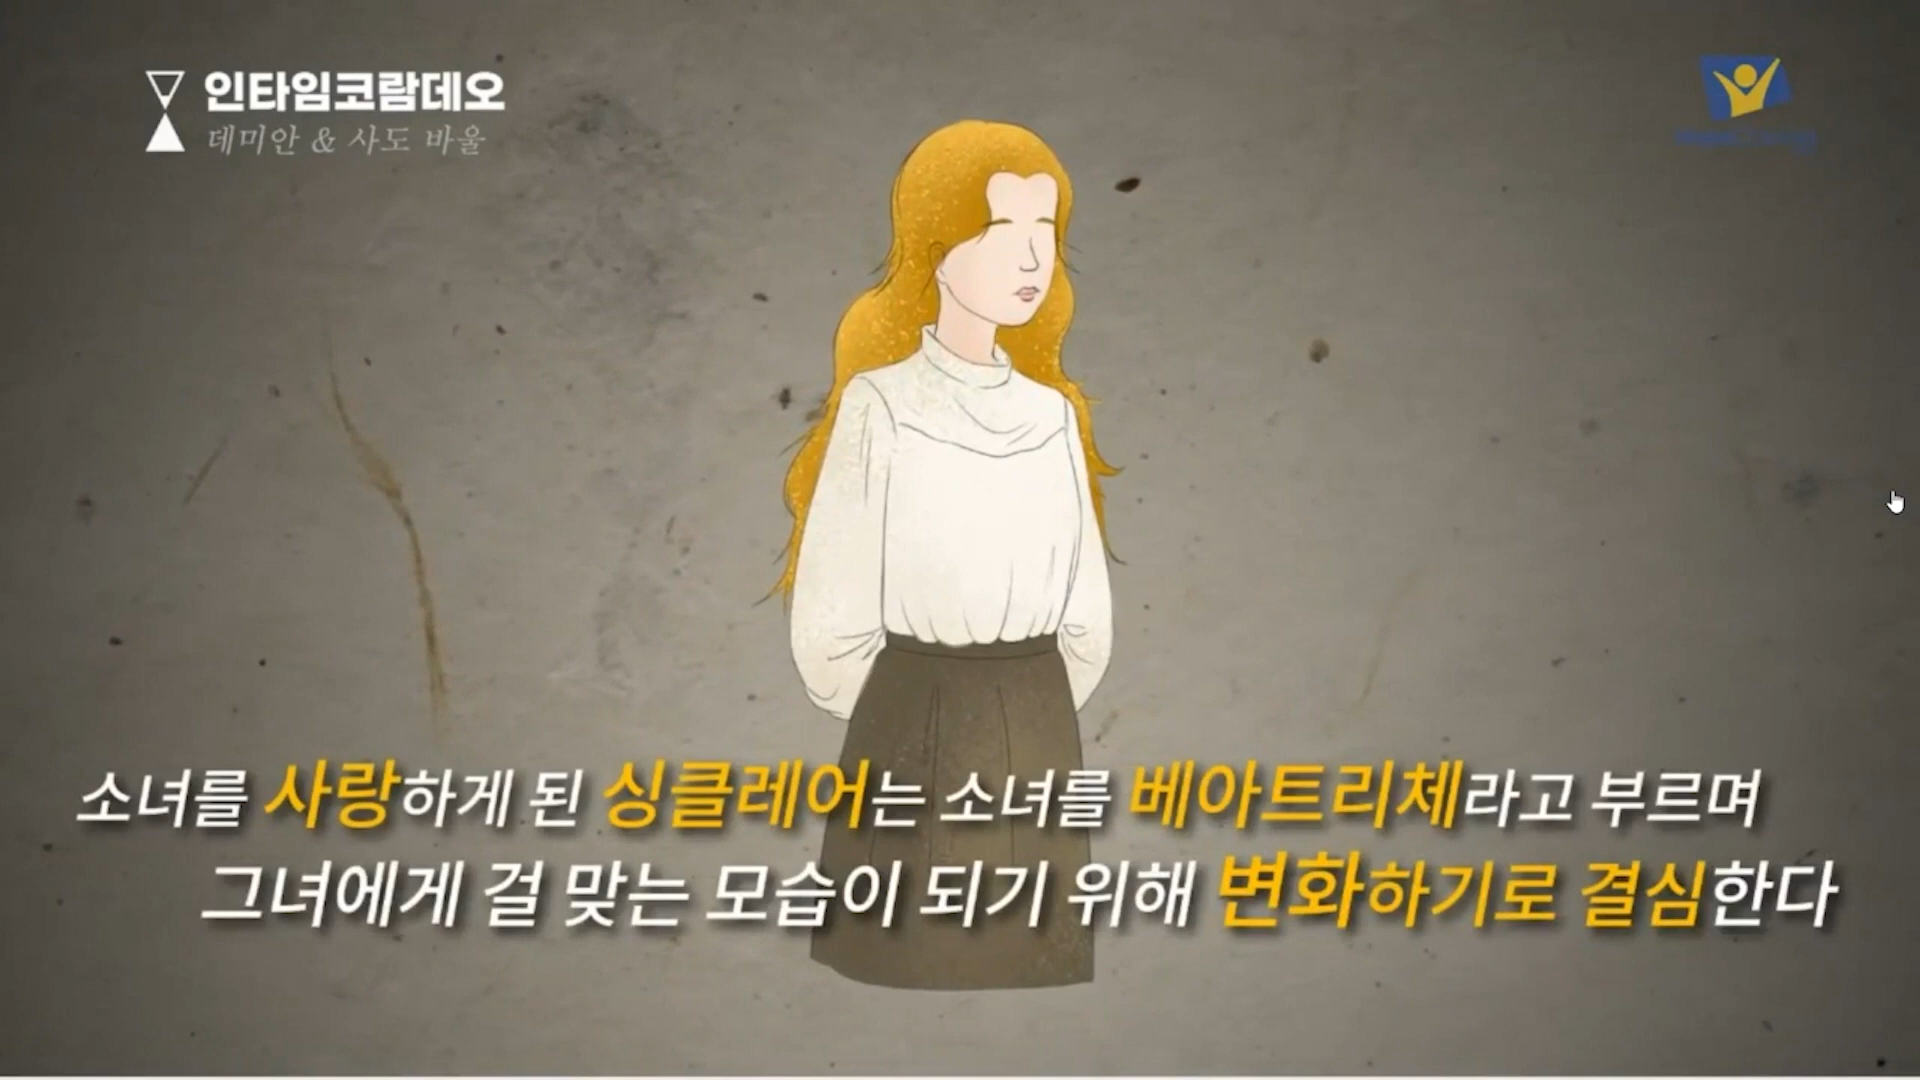 인타임코람데오
데미안 & 사도 바울
소녀를 사랑하게 된 싱클레어는 소녀를 베아트리체라고 부르며
그녀에게 걸 맞는 모습이 되기 위해 변화하기로 결심한다